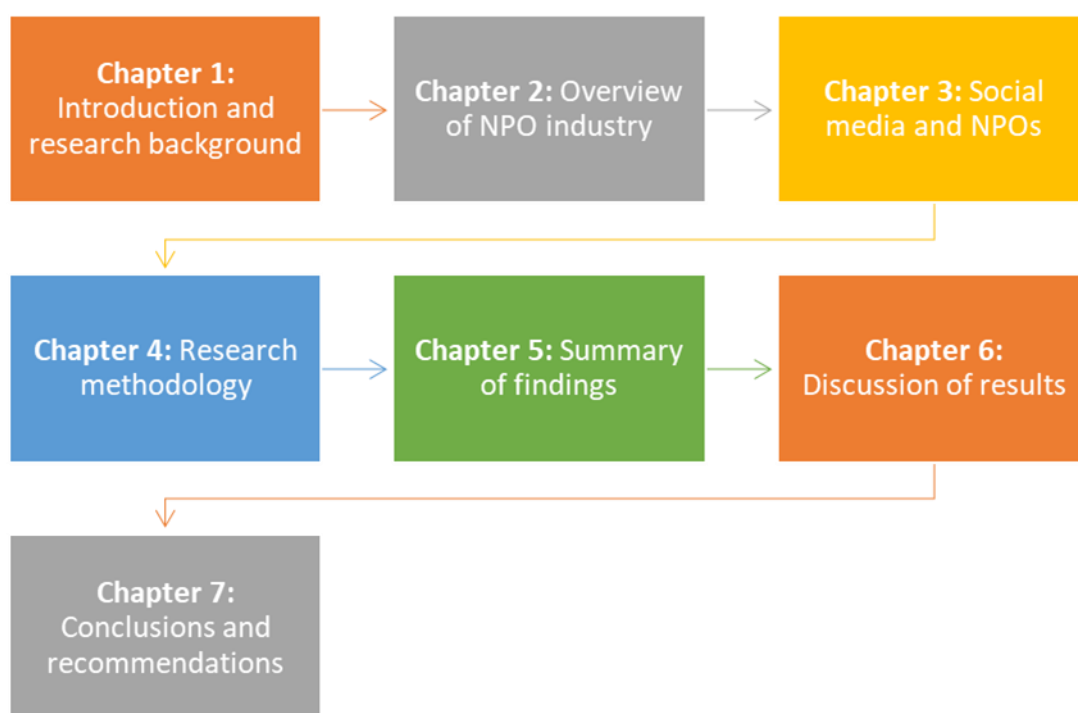 Chapter 1:
Introduction and
research background
Chapter 2: Overview
of NPO industry
Chapter 3: Social
media and NPOs
Chapter 4: Research
methodology
Chapter 5: Summary
of findings
Chapter 6:
Discussion of results
Chapter 7:
Conclusions and
recommendations